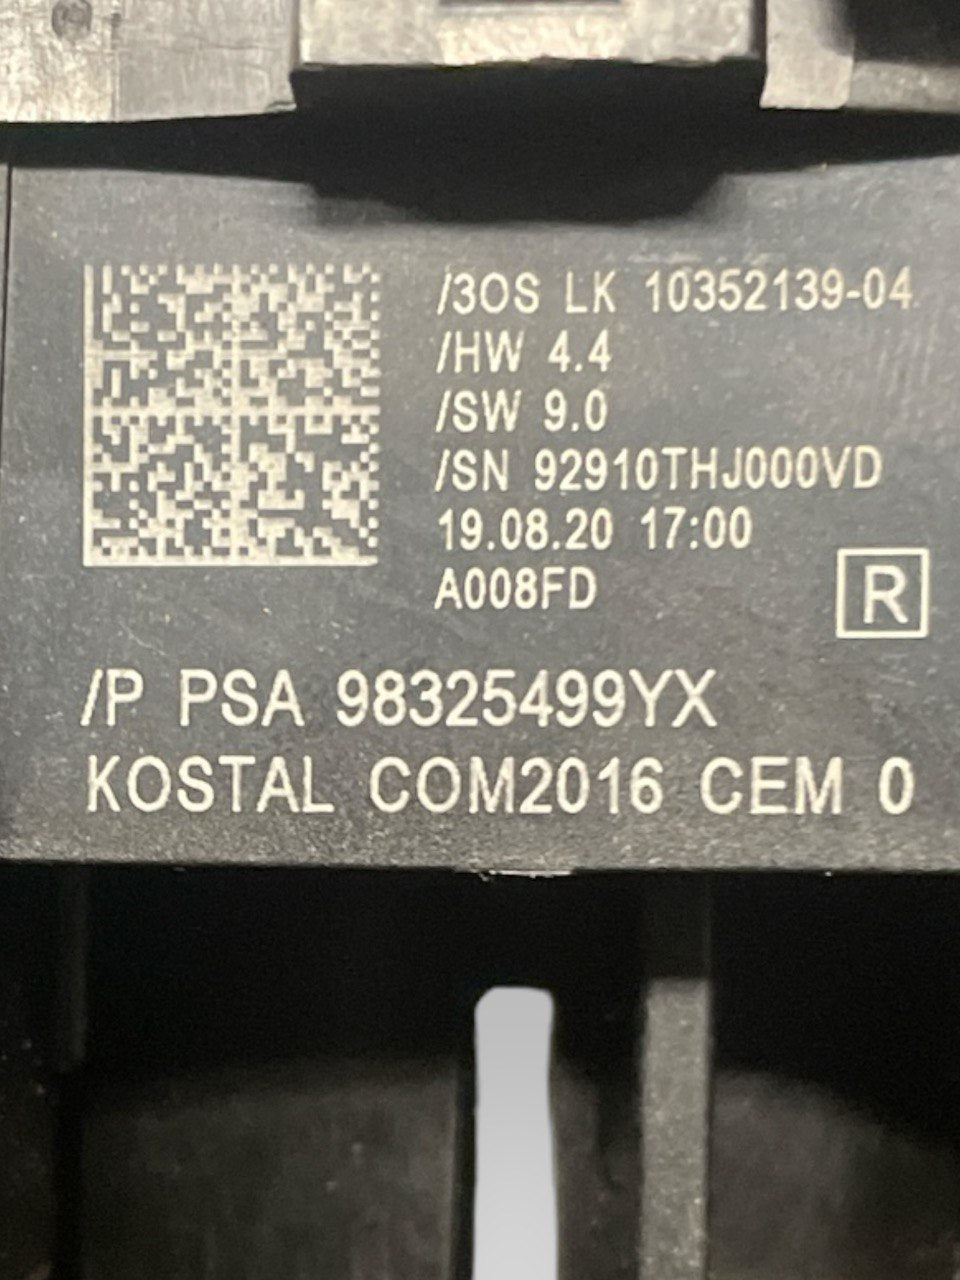 /3OS LK 10352139-04
/HW 4.4
/SW 9.0
/SN 92910THJ000VD
19.08.20 17:00
A008FD
R
/P PSA 98325499YX
KOSTAL COM2016 CEM 0